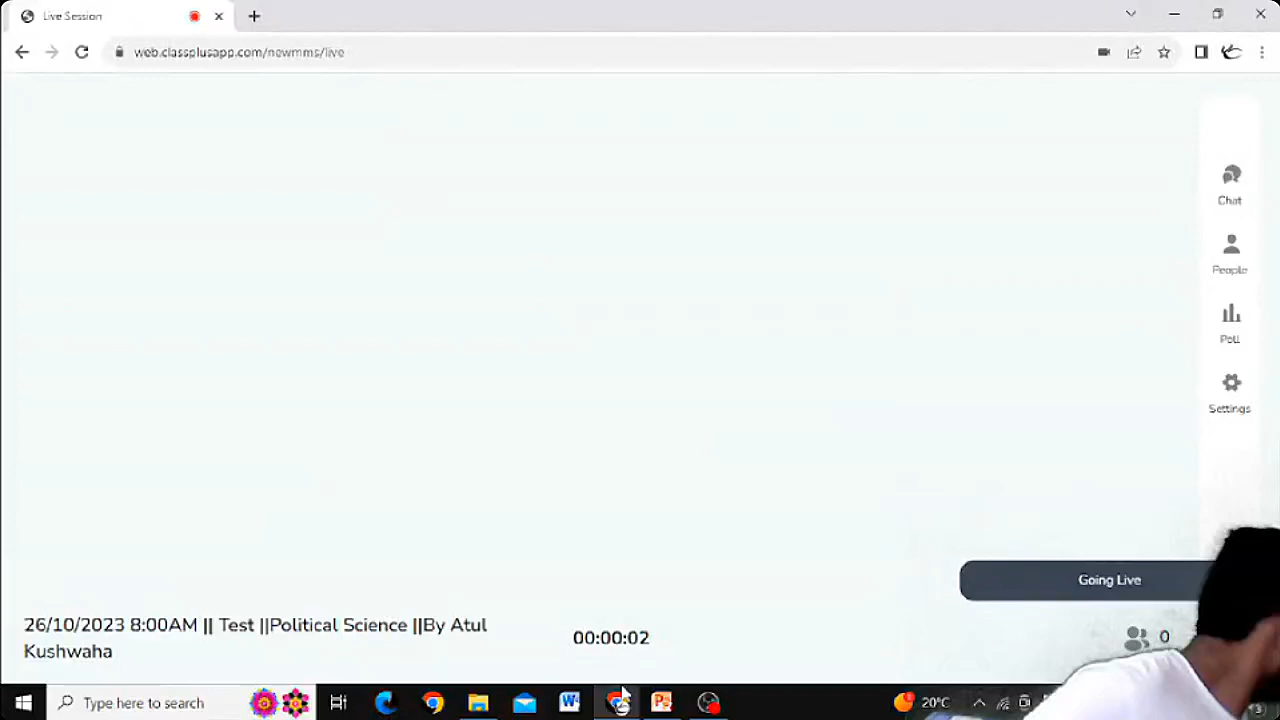 Live Session
web.classplusapp.com/newmms/live
Chat
People
Poll
Settings
Going Live
26/10/2023 8:00AM || Test ||Political Science ||By Atul
Kushwaha
00:00:02
0
Type here to search
20°C